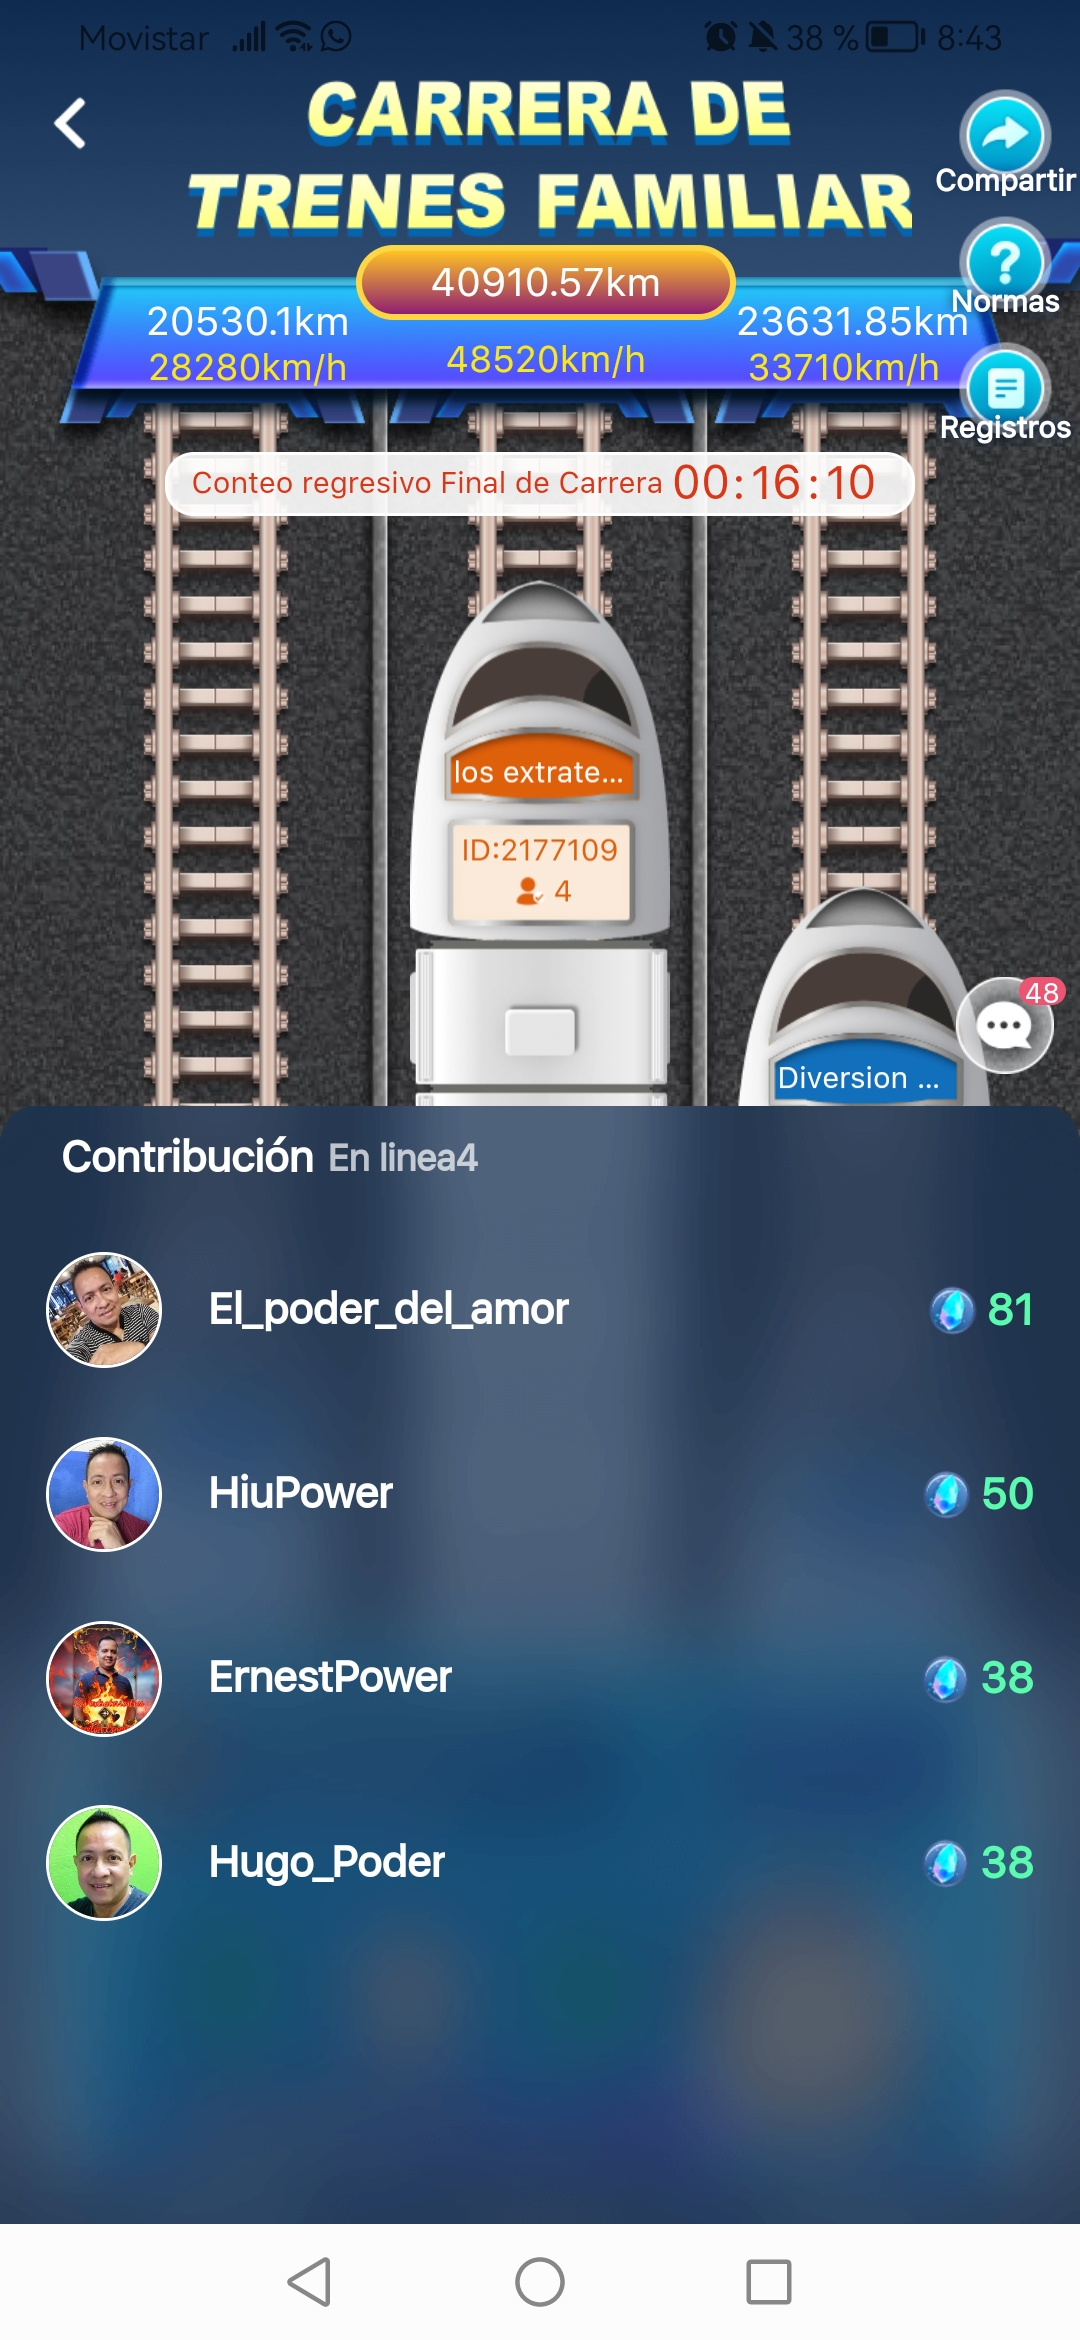 Movistar 38 % 8:43
CARRERA DE
TRENES FAMILIAR
Compartir
Normas
Registros
40910.57km
20530.1km
28280km/h
48520km/h
23631.85km
33710km/h
Conteo regresivo Final de Carrera 00:16:10
los extrate...
ID:2177109
4
48
Diversion ...
Contribución En linea4
El_poder_del_amor 81
HiuPower 50
ErnestPower 38
Hugo_Poder 38